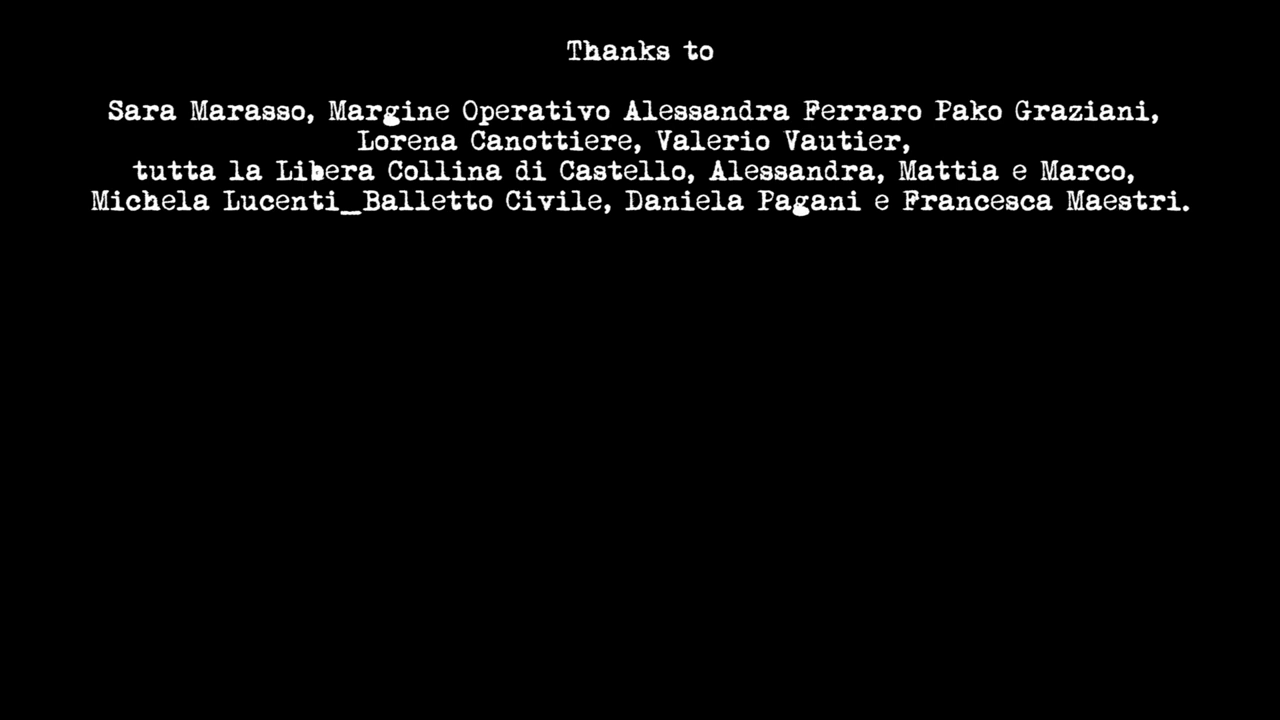 Thanks to
Sara Marasso, Margine Operativo Alessandra Ferraro Pako Graziani,
Lorena Canottiere, Valerio Vautier,
tutta la Libera Collina di Castello, Alessandra, Mattia e Marco,
Michela Lucenti_Balletto Civile, Daniela Pagani e Francesca Maestri.